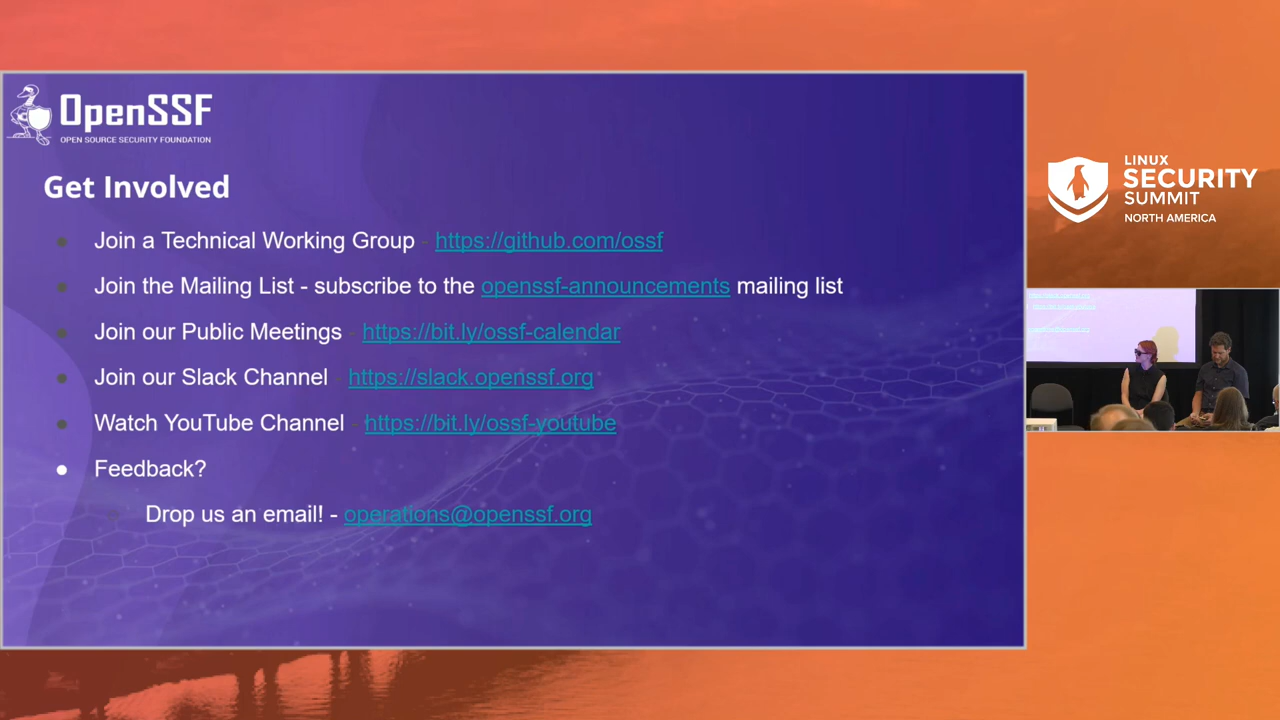 OpenSSF
OPEN SOURCE SECURITY FOUNDATION
Get Involved
Join a Technical Working Group - https://github.com/ossf
Join the Mailing List - subscribe to the openssf-announcements mailing list
Join our Public Meetings - https://bit.ly/ossf-calendar
Join our Slack Channel - https://slack.openssf.org
Watch YouTube Channel - https://bit.ly/ossf-youtube
Feedback?
Drop us an email! - operations@openssf.org
LINUX
SECURITY
SUMMIT
NORTH AMERICA